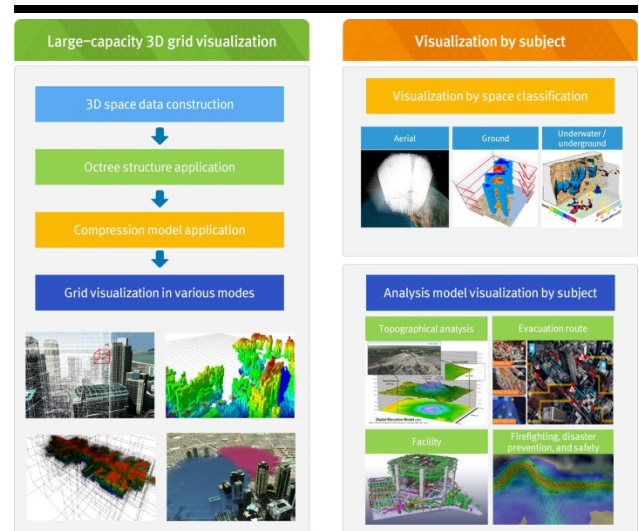 Large-capacity 3D grid visualization
3D space data construction
Octree structure application
Compression model application
Grid visualization in various modes
Visualization by subject
Visualization by space classification
Aerial
Ground
Underwater /
underground
Analysis model visualization by subject
Topographical analysis
Evacuation route
Digital Elevation Model
Facility
Firefighting, disaster
prevention, and safety